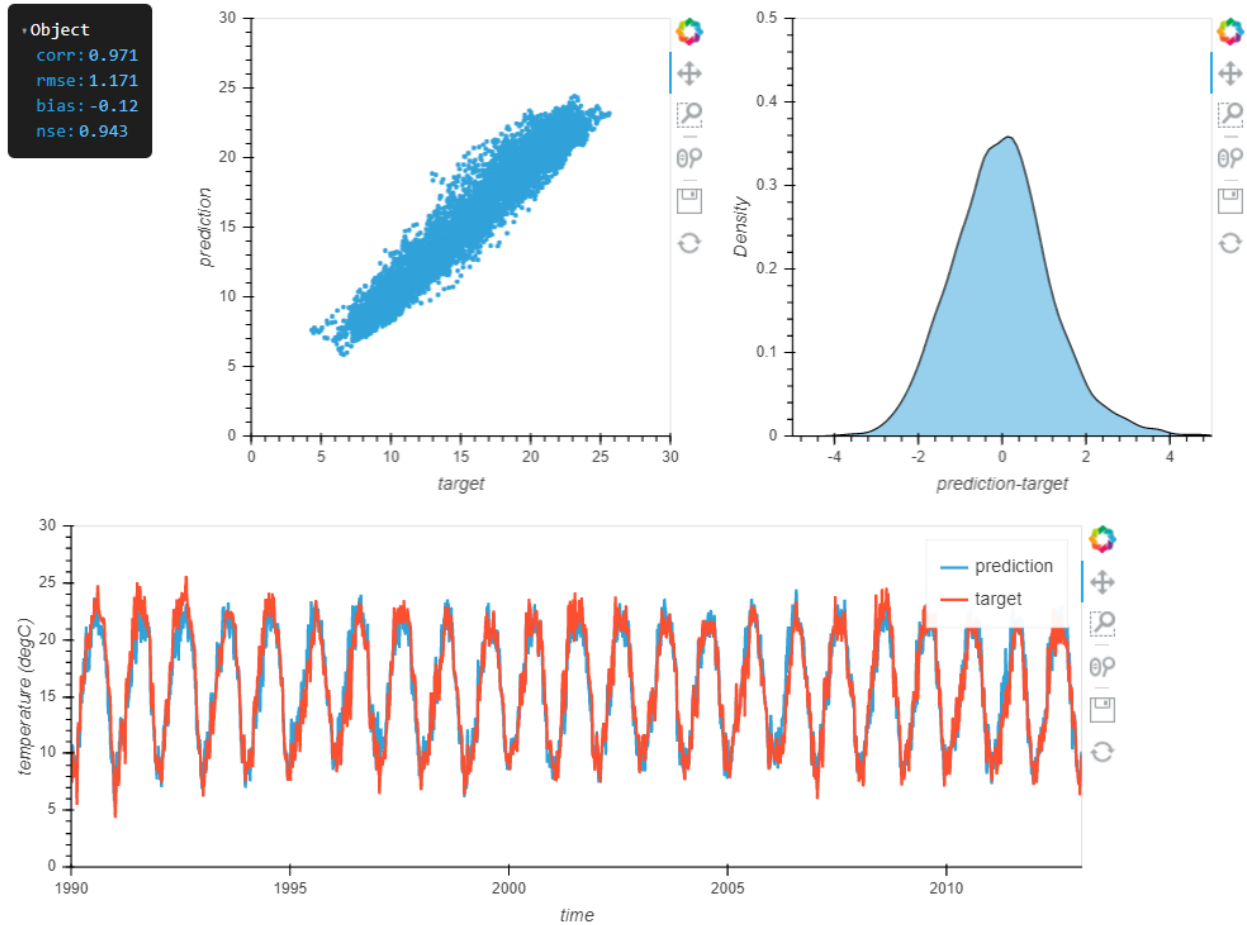 ▾Object
corr: 0.971
rmse: 1.171
bias: -0.12
nse: 0.943
30
25
20
15
10
5
0
prediction
0 5 10 15 20 25 30
target
0.5
0.4
0.3
0.2
0.1
0
Density
-4 -2 0 2 4
prediction-target
30
25
20
15
10
5
0
temperature (degC)
prediction
target
1990 1995 2000 2005 2010
time